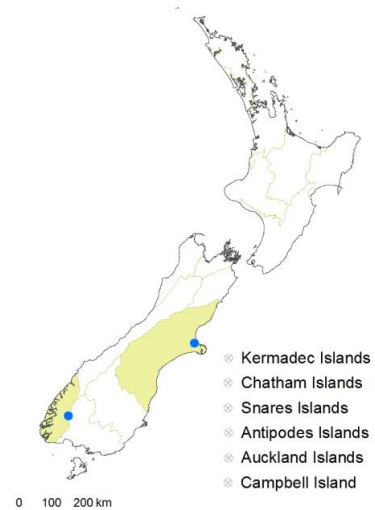 Kermadec Islands
Chatham Islands
Snares Islands
Antipodes Islands
Auckland Islands
Campbell Island
0 100 200 km